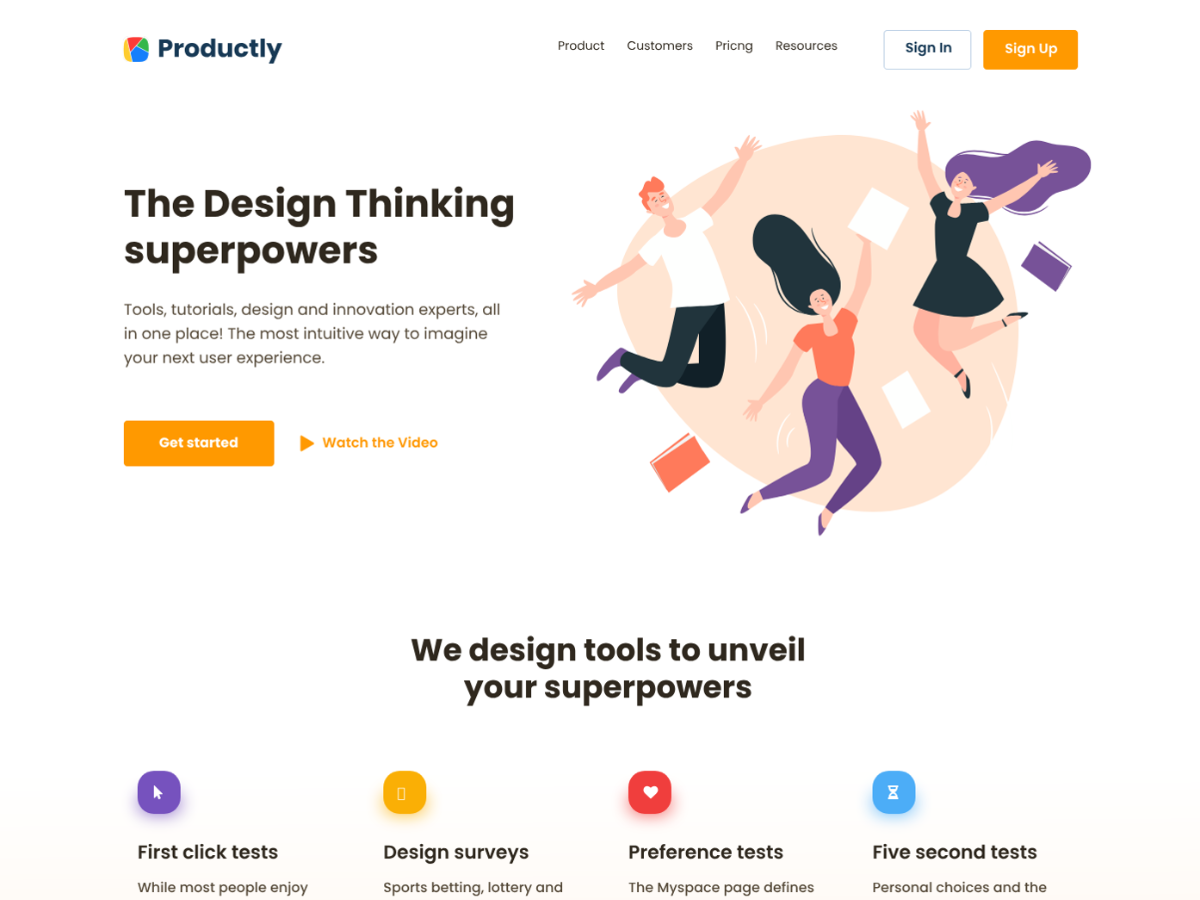 Productly
Product Customers Pricng Resources Sign In Sign Up
The Design Thinking
superpowers
Tools, tutorials, design and innovation experts, all
in one place! The most intuitive way to imagine
your next user experience.
Get started Watch the Video
We design tools to unveil
your superpowers
First click tests
While most people enjoy
Design surveys
Sports betting, lottery and
Preference tests
The Myspace page defines
Five second tests
Personal choices and the